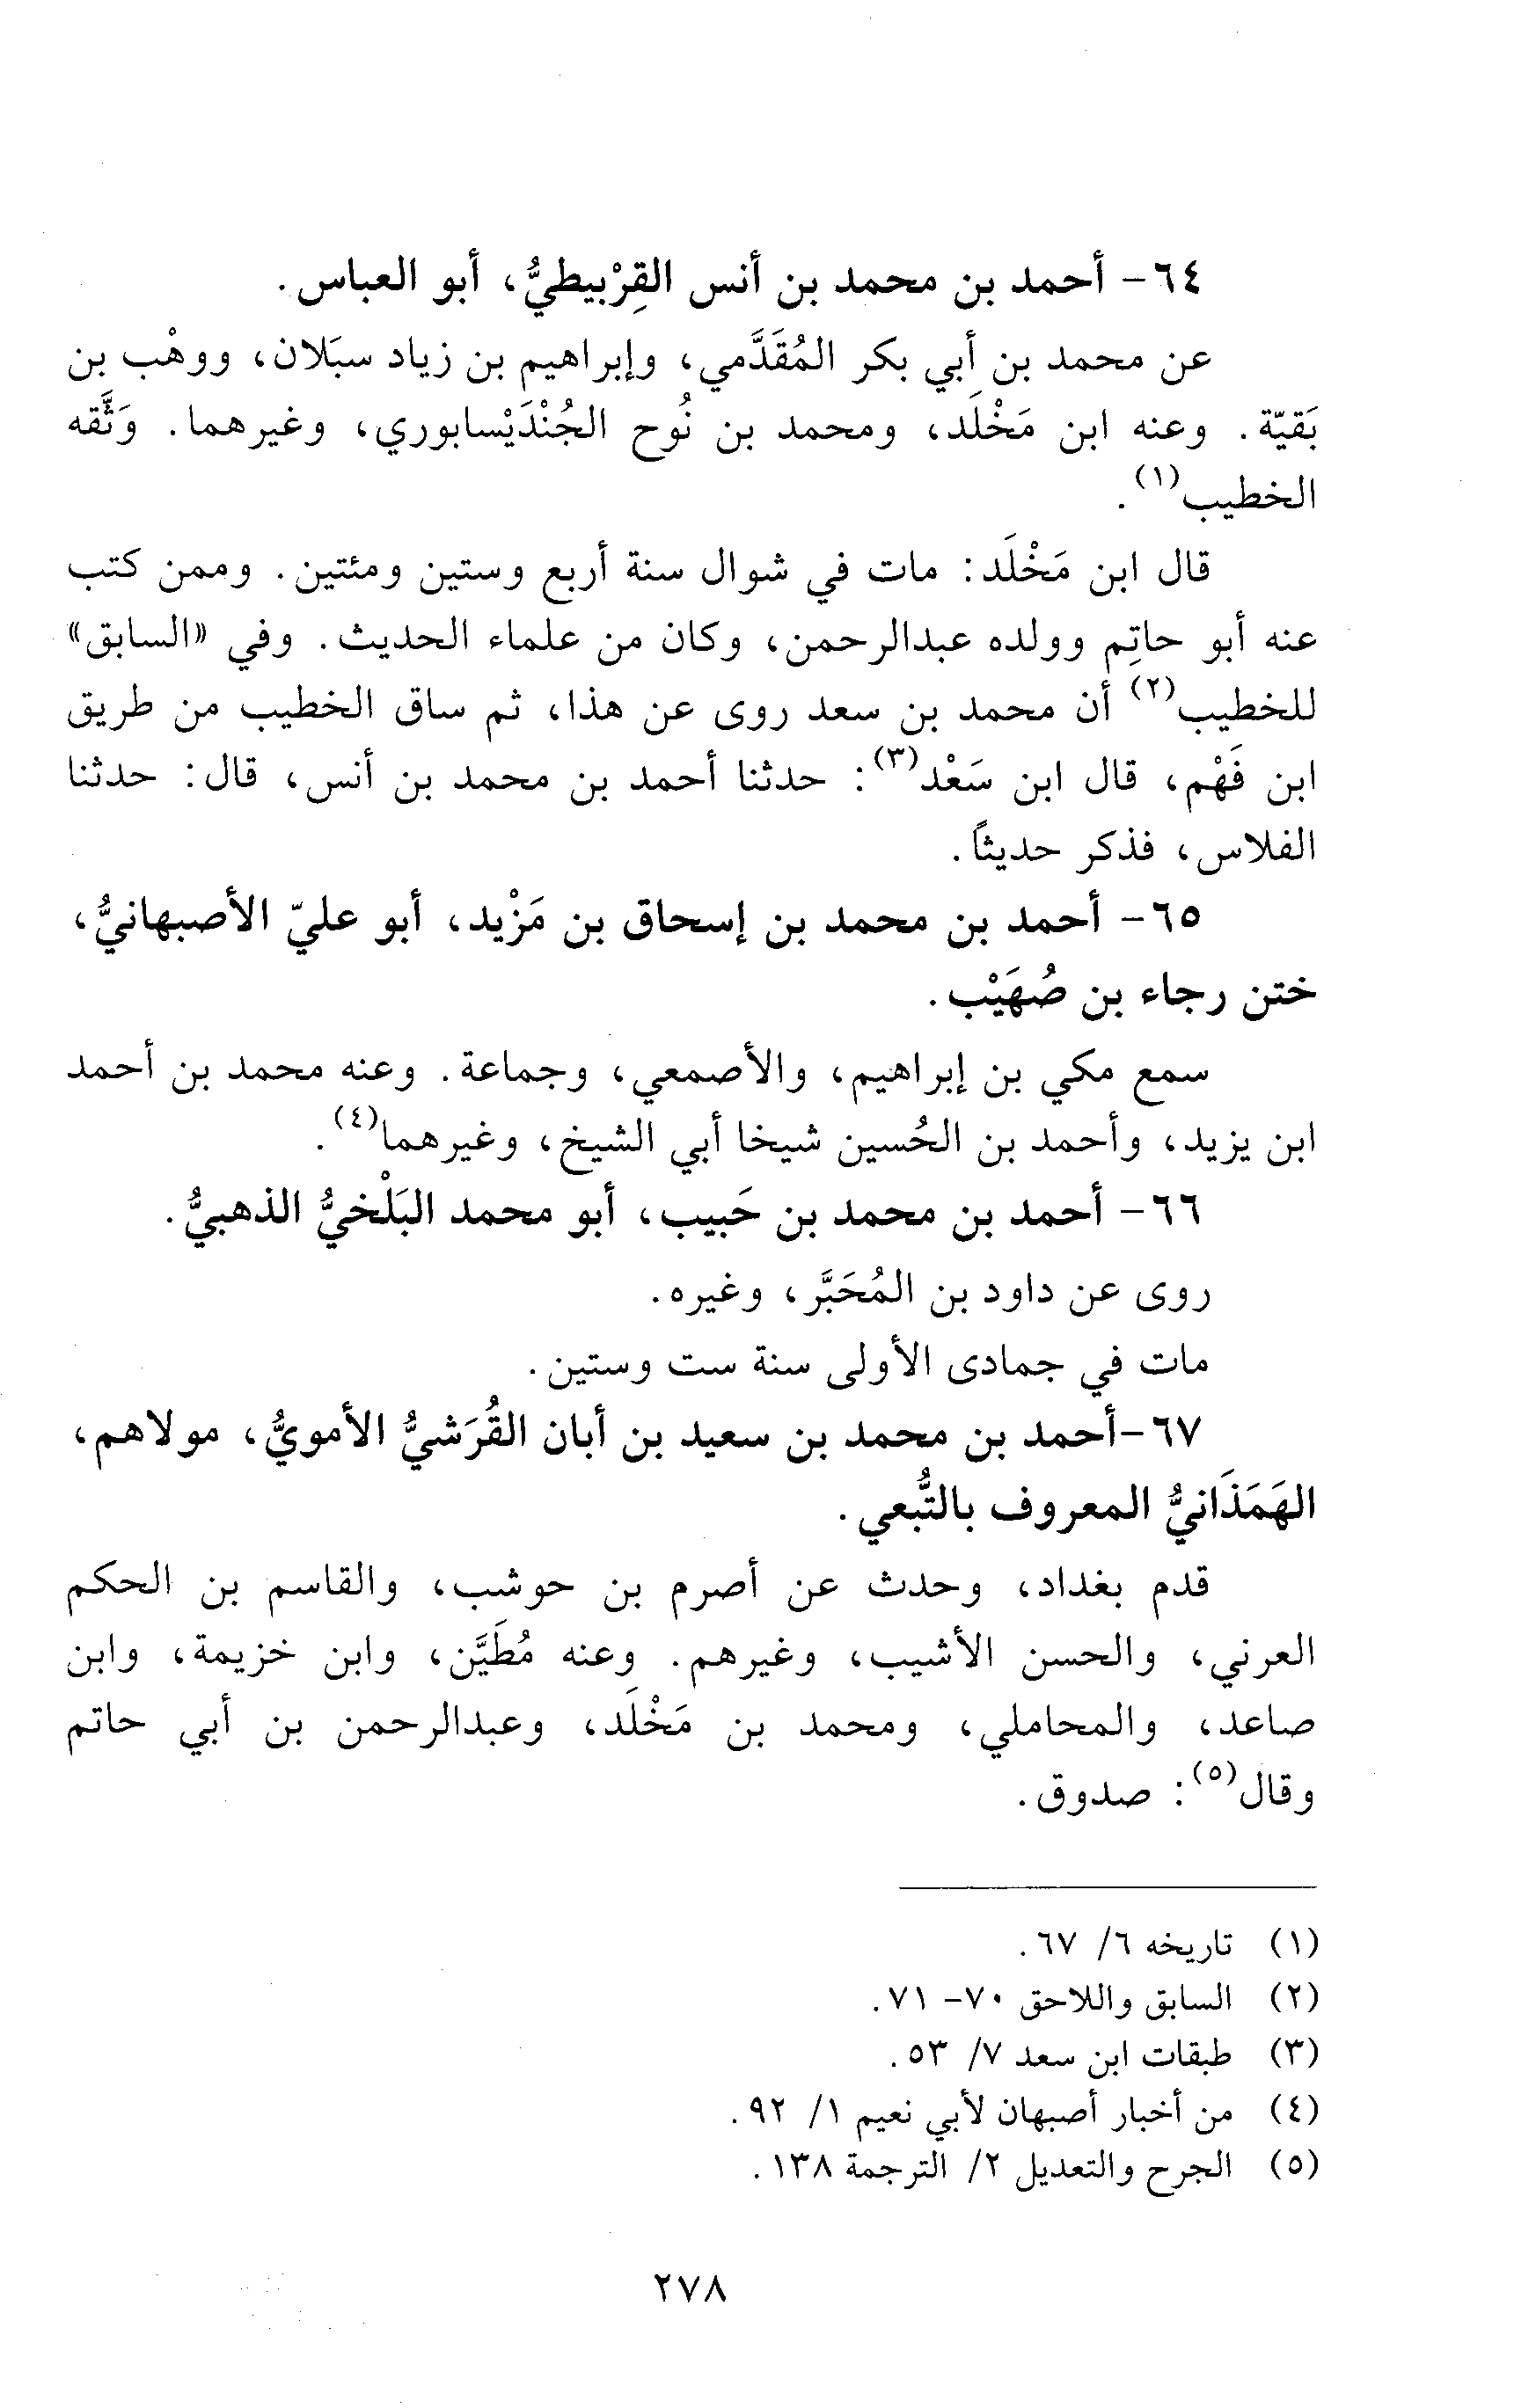 ٦٤- أحمد بن محمد بن أنس القِرْبيطيُّ، أبو العباس.
عن محمد بن أبي بكر المُقَدَّمي، وإبراهيم بن زياد سبَلان، ووهْب بن
بَقيّة. وعنه ابن مَخْلَد، ومحمد بن نُوح الجُنْدَيْسابوري، وغيرهما. وَثَّقه
الخطيب(١).
قال ابن مَخْلَد: مات في شوال سنة أربع وستين ومئتين. وممن كتب
عنه أبو حاتِم وولده عبدالرحمن، وكان من علماء الحديث. وفي «السابق»
للخطيب(٢) أن محمد بن سعد روى عن هذا، ثم ساق الخطيب من طريق
ابن فَهْم، قال ابن سَعْد(٣): حدثنا أحمد بن محمد بن أنس، قال: حدثنا
الفلاس، فذكر حديثاً.
٦٥- أحمد بن محمد بن إسحاق بن مَزْيد، أبو عليّ الأصبهانيُّ،
ختن رجاء بن صُهَيْب.
سمع مكي بن إبراهيم، والأصمعي، وجماعة. وعنه محمد بن أحمد
ابن يزيد، وأحمد بن الحُسين شيخا أبي الشيخ، وغيرهما(٤).
٦٦- أحمد بن محمد بن حَبيب، أبو محمد البَلْخيُّ الذهبيُّ.
روى عن داود بن المُحَبَّر، وغيره.
مات في جمادى الأولى سنة ست وستين.
٦٧-أحمد بن محمد بن سعيد بن أبان القُرَشيُّ الأمويُّ، مولاهم،
الهَمَذَانيُّ المعروف بالتُّبعي.
قدم بغداد، وحدث عن أصرم بن حوشب، والقاسم بن الحكم
العرني، والحسن الأشيب، وغيرهم. وعنه مُطَيَّن، وابن خزيمة، وابن
صاعد، والمحاملي، ومحمد بن مَخْلَد، وعبدالرحمن بن أبي حاتم
وقال(٥): صدوق.
(١) تاريخه ٦/ ٦٧.
(٢) السابق واللاحق ٧٠- ٧١.
(٣) طبقات ابن سعد ٧/ ٥٣.
(٤) من أخبار أصبهان لأبي نعيم ١/ ٩٢.
(٥) الجرح والتعديل ٢/ الترجمة ١٣٨.
٢٧٨